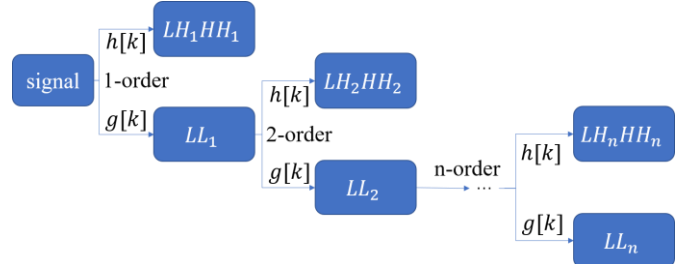 LH₁HH₁
h[k]
signal
1-order
g[k]
LL₁
LH₂HH₂
h[k]
2-order
g[k]
LL₂
n-order
...
LHₙHHₙ
h[k]
g[k]
LLₙ